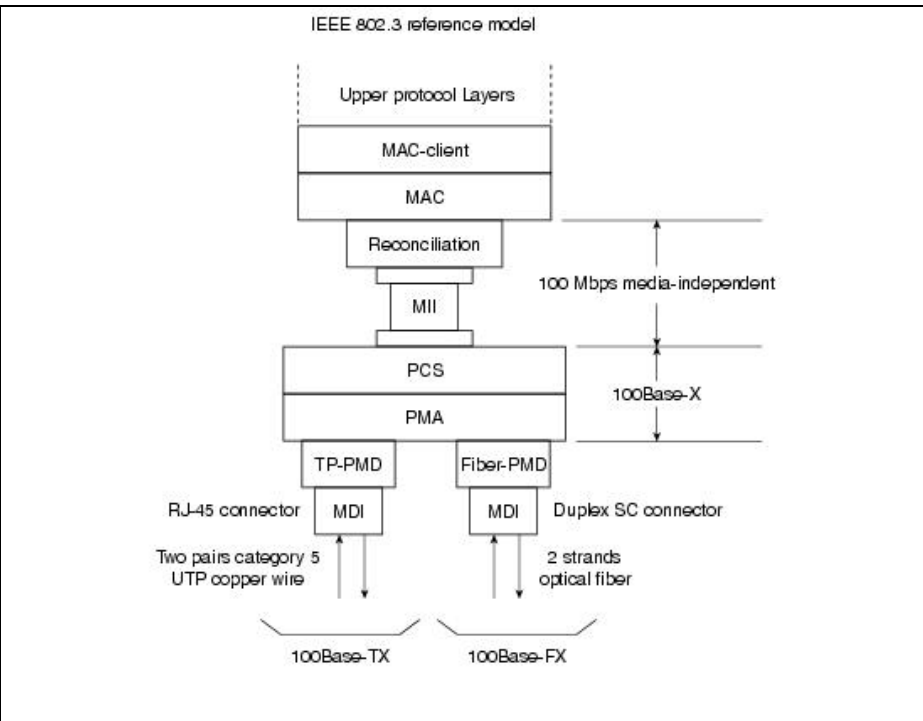 IEEE 802.3 reference model
Upper protocol Layers
MAC-client
MAC
Reconciliation
100 Mbps media-independent
MII
PCS
100Base-X
PMA
TP-PMD
Fiber-PMD
RJ-45 connector
MDI
MDI
Duplex SC connector
Two pairs category 5
UTP copper wire
2 strands
optical fiber
100Base-TX
100Base-FX